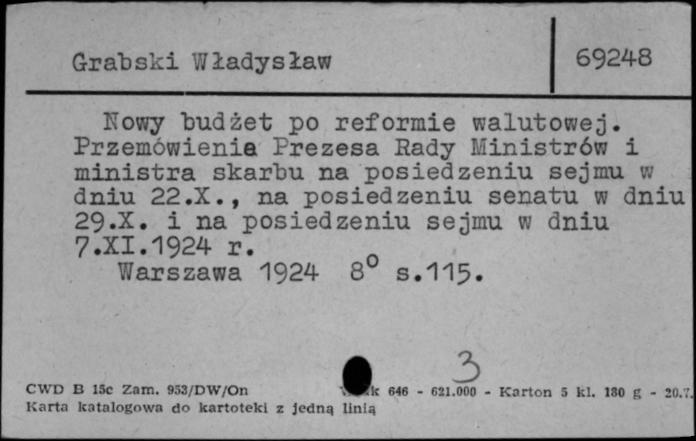 Grabski Władysław 69248
Nowy budżet po reformie walutowej.
Przemówienia Prezesa Rady Ministrów i
ministra skarbu na posiedzeniu sejmu w
dniu 22.X., na posiedzeniu senatu w dniu
29.X. i na posiedzeniu sejmu w dniu
7.XI.1924 r.
Warszawa 1924 8° s.115.
3
CWD B 15c Zam. 953/DW/On 646 - 621.000 - Karton 5 kl. 180 g - 20.7.
Karta katalogowa do kartoteki z jedną linią